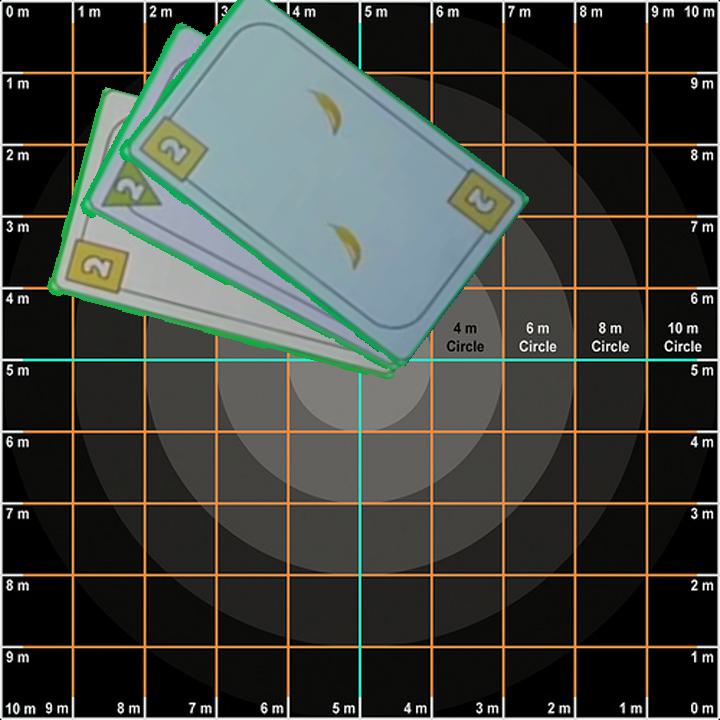 0 m 1 m 2 m 3 4 m 5 m 6 m 7 m 8 m 9 m 10 m
1 m 9 m
2
2 m 8 m
2
2
3 m 7 m
2
4 m 6 m
4 m 6 m 8 m 10 m
Circle Circle Circle Circle
5 m 5 m
6 m 4 m
7 m 3 m
8 m 2 m
9 m 1 m
10 m 9 m 8 m 7 m 6 m 5 m 4 m 3 m 2 m 1 m 0 m